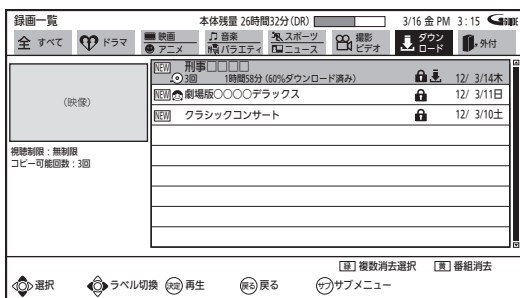 録画一覧 本体残量 26時間32分(DR) 3/16 金 PM 3:15 Gガイド
全 すべて ドラマ 映画 音楽 スポーツ 撮影 ダウン 外付
アニメ バラエティ ニュース ビデオ ロード
NEW 刑事□□□□
3回 1時間58分 (60%ダウンロード済み) 12/ 3/14木
NEW 劇場版○○○○デラックス 12/ 3/11日
NEW クラシックコンサート 12/ 3/10土
(映像)
視聴制限:無制限
コピー可能回数:3回
緑 複数消去選択 黄 番組消去
選択 ラベル切換 決定 再生 戻る 戻る サブ サブメニュー